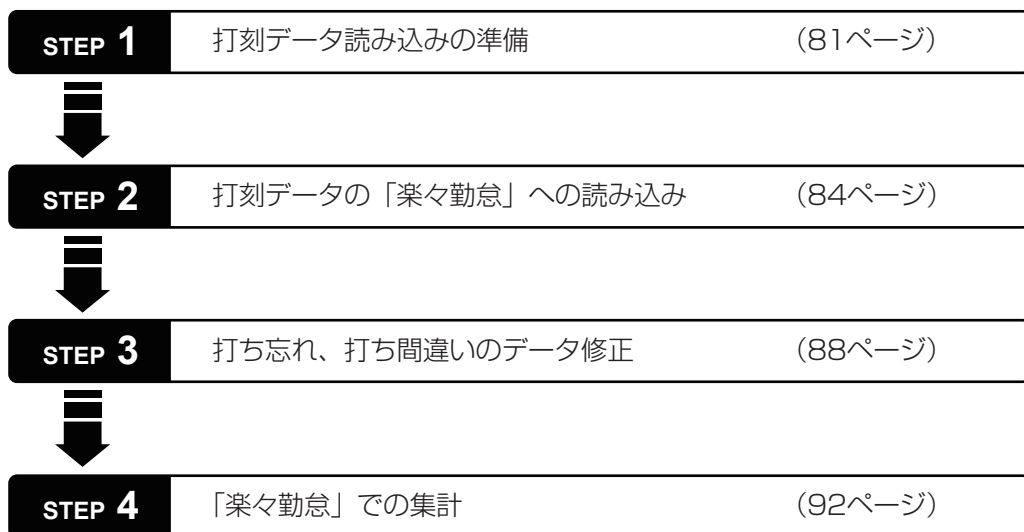 STEP 1 打刻データ読み込みの準備 （81ページ）
STEP 2 打刻データの「楽々勤怠」への読み込み （84ページ）
STEP 3 打ち忘れ、打ち間違いのデータ修正 （88ページ）
STEP 4 「楽々勤怠」での集計 （92ページ）